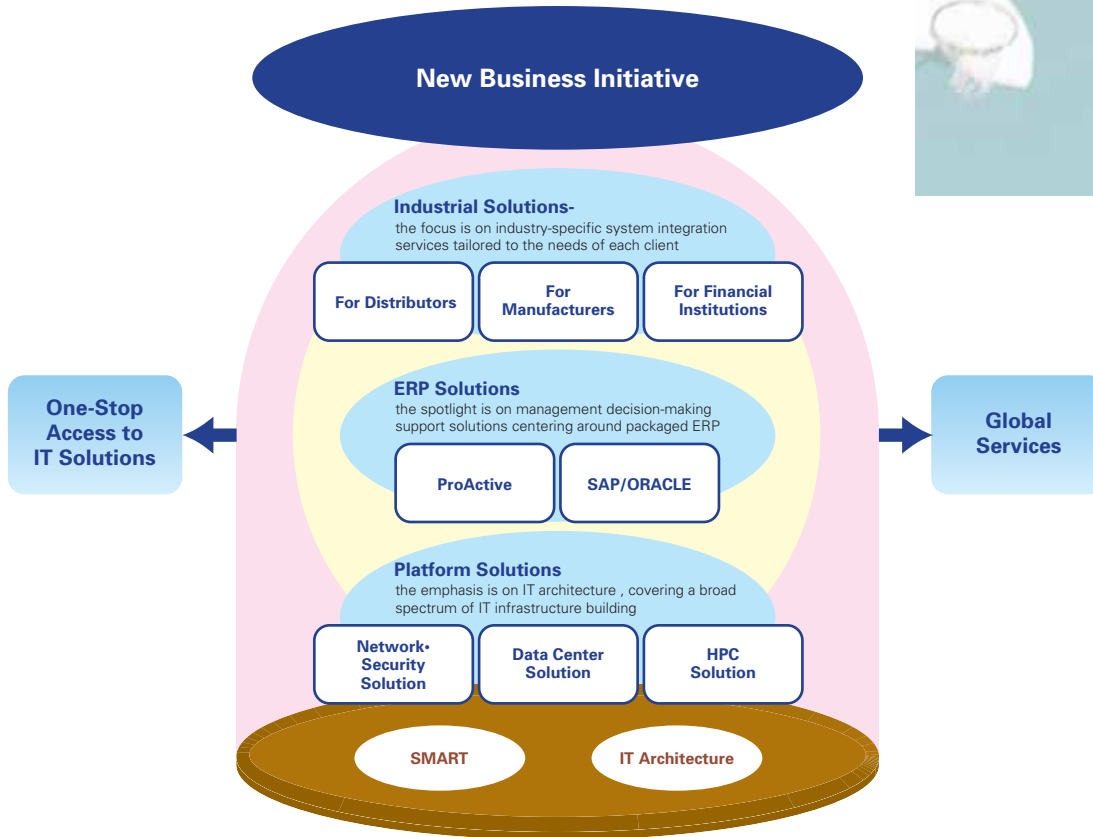 New Business Initiative
Industrial Solutions-
the focus is on industry-specific system integration
services tailored to the needs of each client
For Distributors
For
Manufacturers
For Financial
Institutions
ERP Solutions
the spotlight is on management decision-making
support solutions centering around packaged ERP
ProActive
SAP/ORACLE
One-Stop
Access to
IT Solutions
Global
Services
Platform Solutions
the emphasis is on IT architecture , covering a broad
spectrum of IT infrastructure building
Network•
Security
Solution
Data Center
Solution
HPC
Solution
SMART
IT Architecture